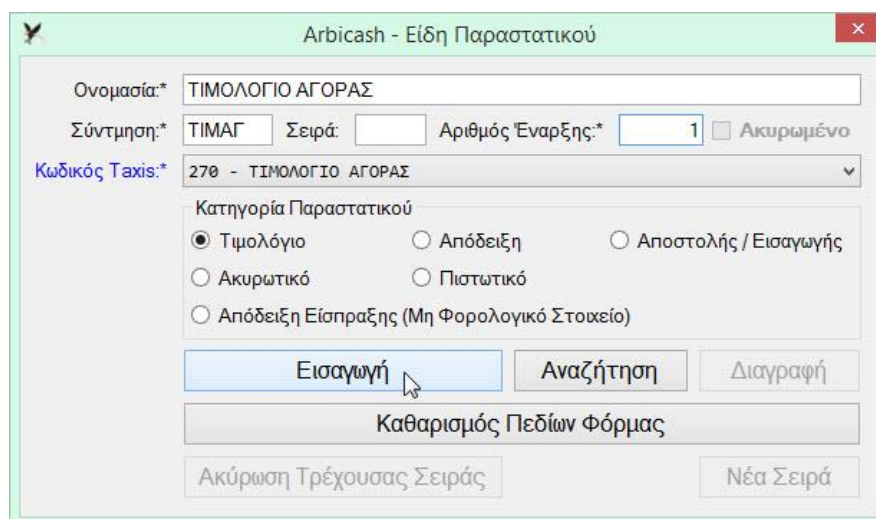 Arbicash - Είδη Παραστατικού
Ονομασία:* ΤΙΜΟΛΟΓΙΟ ΑΓΟΡΑΣ
Σύντμηση:* ΤΙΜΑΓ Σειρά: Αριθμός Έναρξης:* 1 Ακυρωμένο
Κωδικός Taxis:* 270 - ΤΙΜΟΛΟΓΙΟ ΑΓΟΡΑΣ
Κατηγορία Παραστατικού
Τιμολόγιο Απόδειξη Αποστολής / Εισαγωγής
Ακυρωτικό Πιστωτικό
Απόδειξη Είσπραξης (Μη Φορολογικό Στοιχείο)
Εισαγωγή Αναζήτηση Διαγραφή
Καθαρισμός Πεδίων Φόρμας
Ακύρωση Τρέχουσας Σειράς Νέα Σειρά